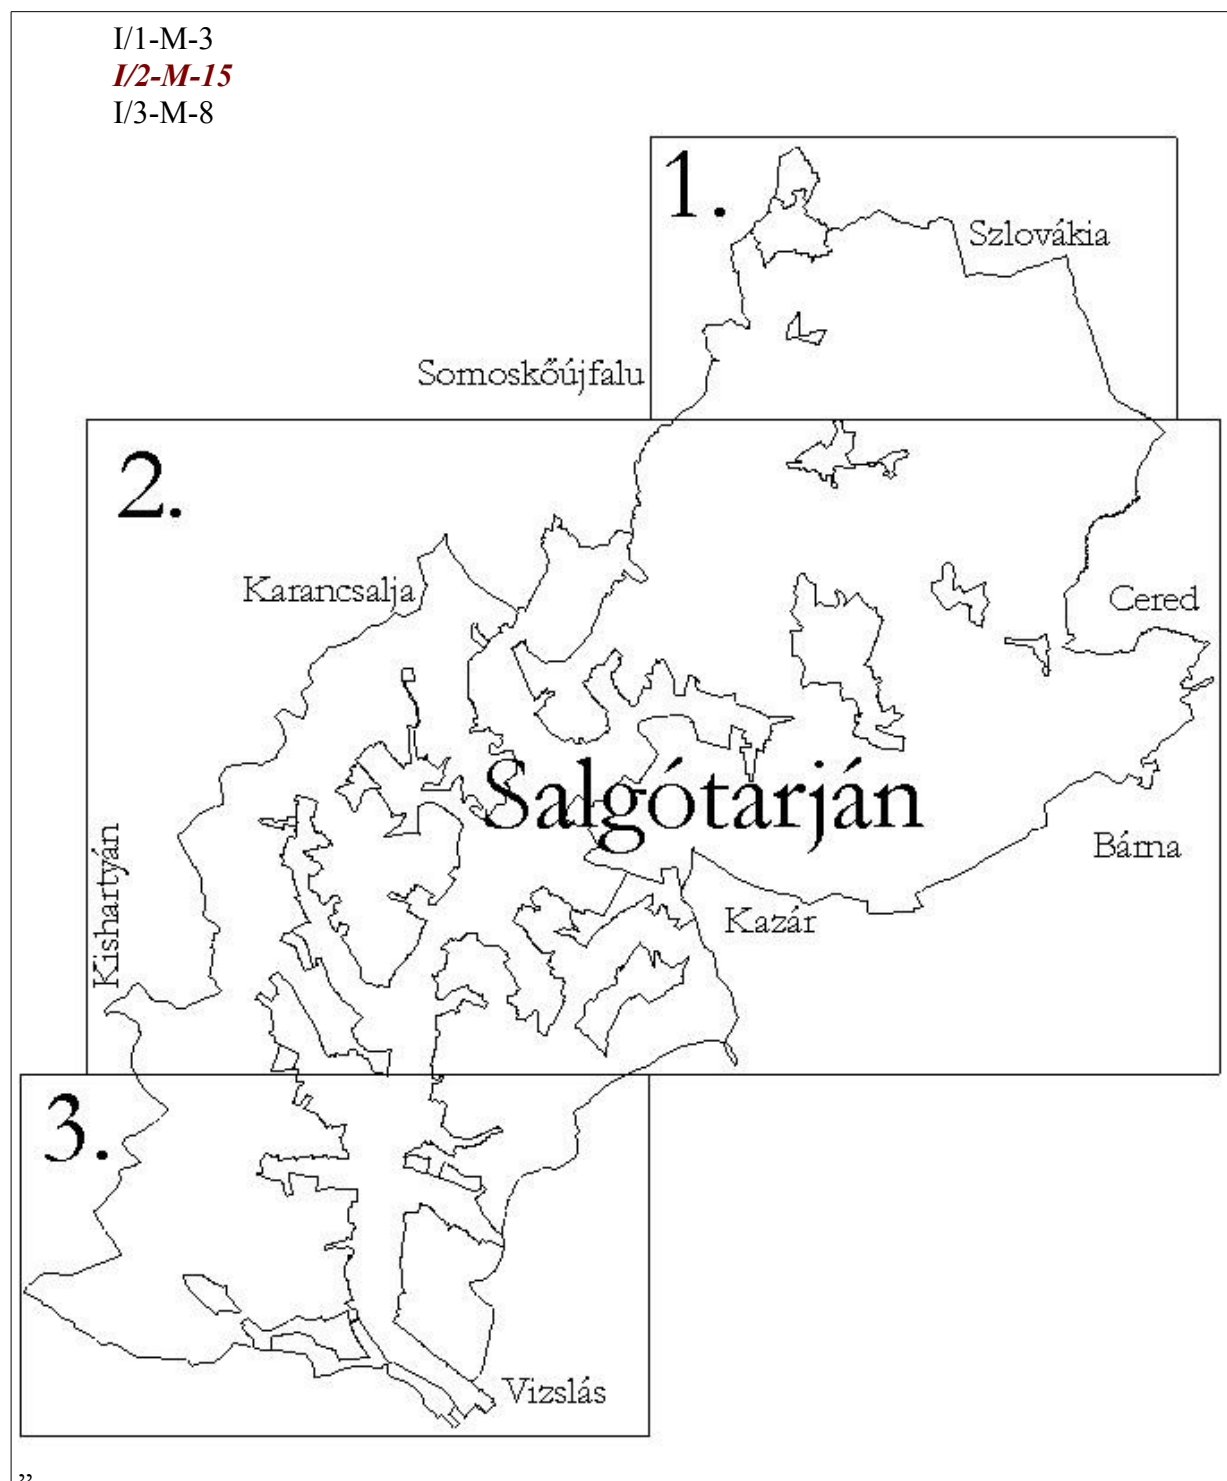 I/1-M-3
I/2-M-15
I/3-M-8
1.
Szlovákia
Somoskőújfalu
2.
Karancsalja
Cered
Salgótarján
Bárna
Kishartyán
Kazár
3.
Vizslás
”